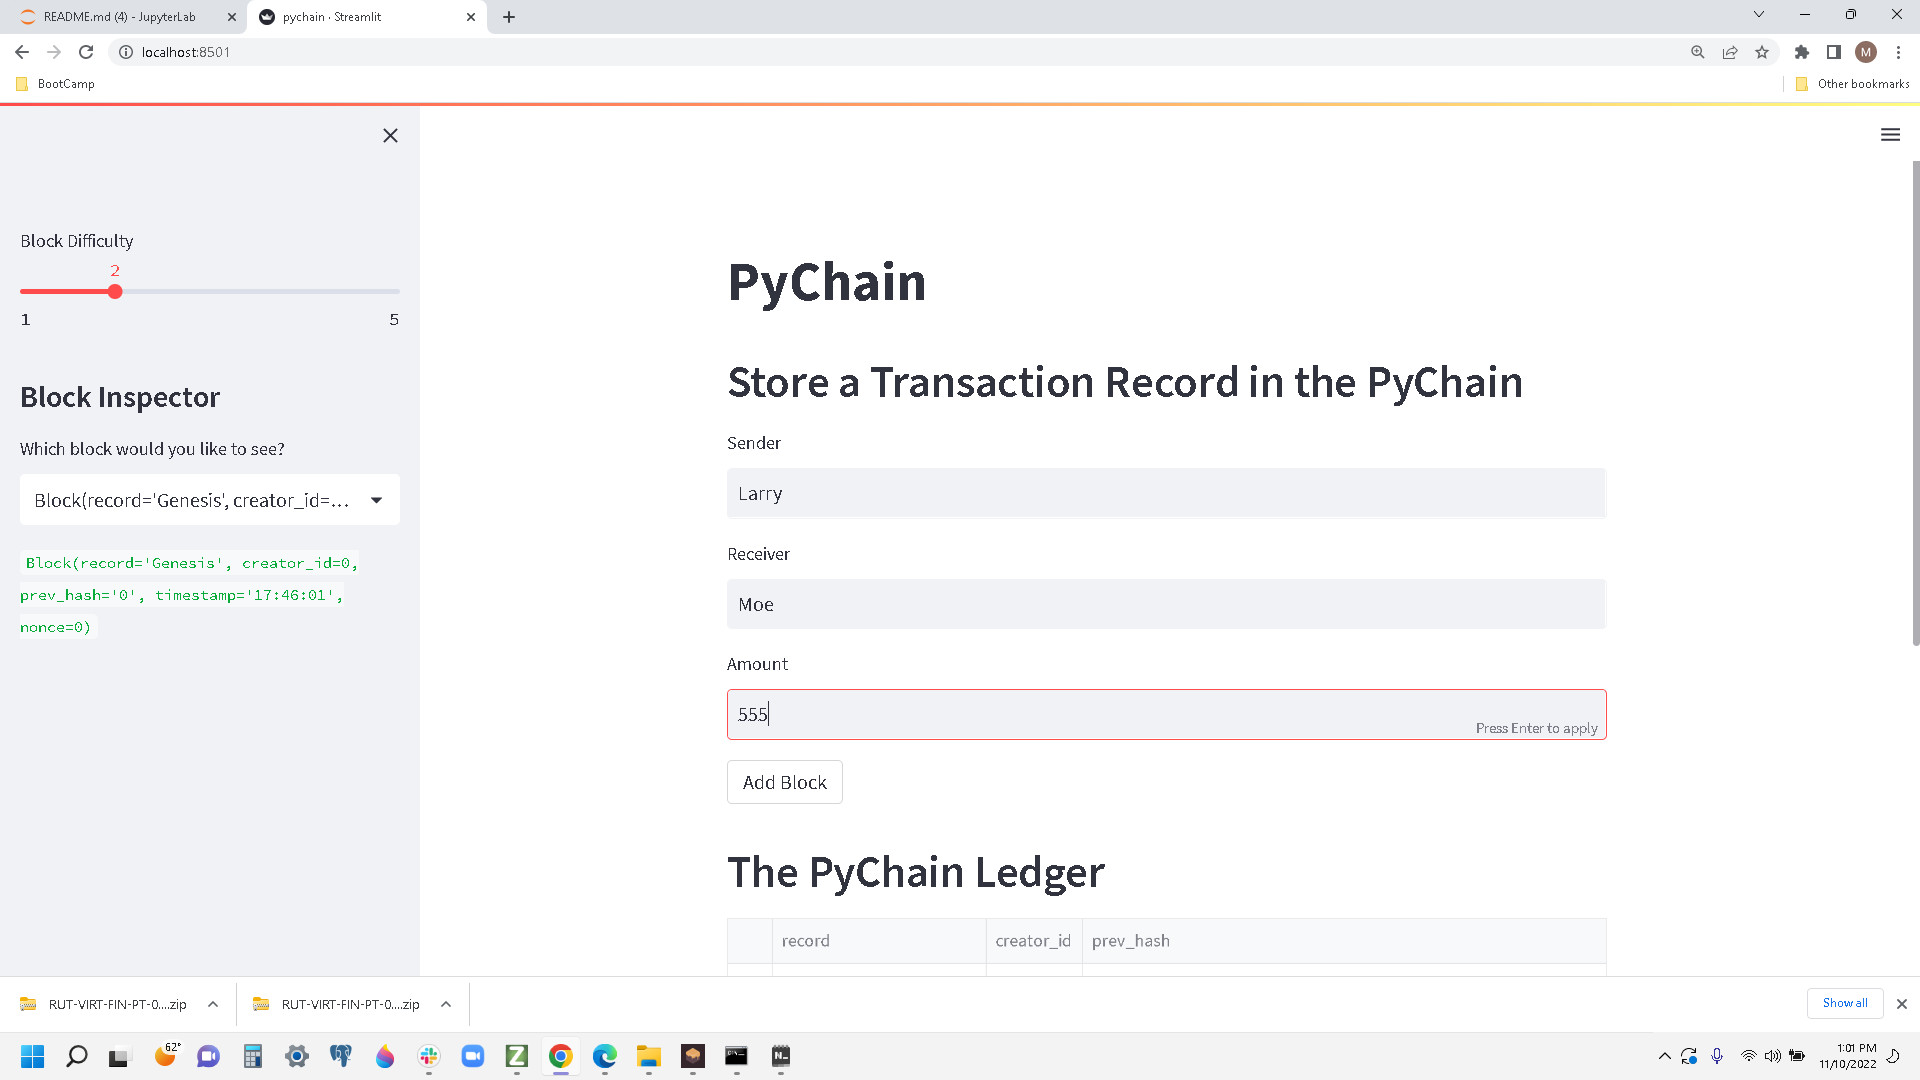 README.md (4) - JupyterLab
pychain · Streamlit
localhost:8501
M
BootCamp
Other bookmarks
Block Difficulty
2
1
5
Block Inspector
Which block would you like to see?
Block(record='Genesis', creator_id=...
Block(record='Genesis', creator_id=0,
prev_hash='0', timestamp='17:46:01',
nonce=0)
PyChain
Store a Transaction Record in the PyChain
Sender
Larry
Receiver
Moe
Amount
555
Press Enter to apply
Add Block
The PyChain Ledger
record
creator_id
prev_hash
RUT-VIRT-FIN-PT-0....zip
RUT-VIRT-FIN-PT-0....zip
Show all
62°
Z
N
1:01 PM
11/10/2022